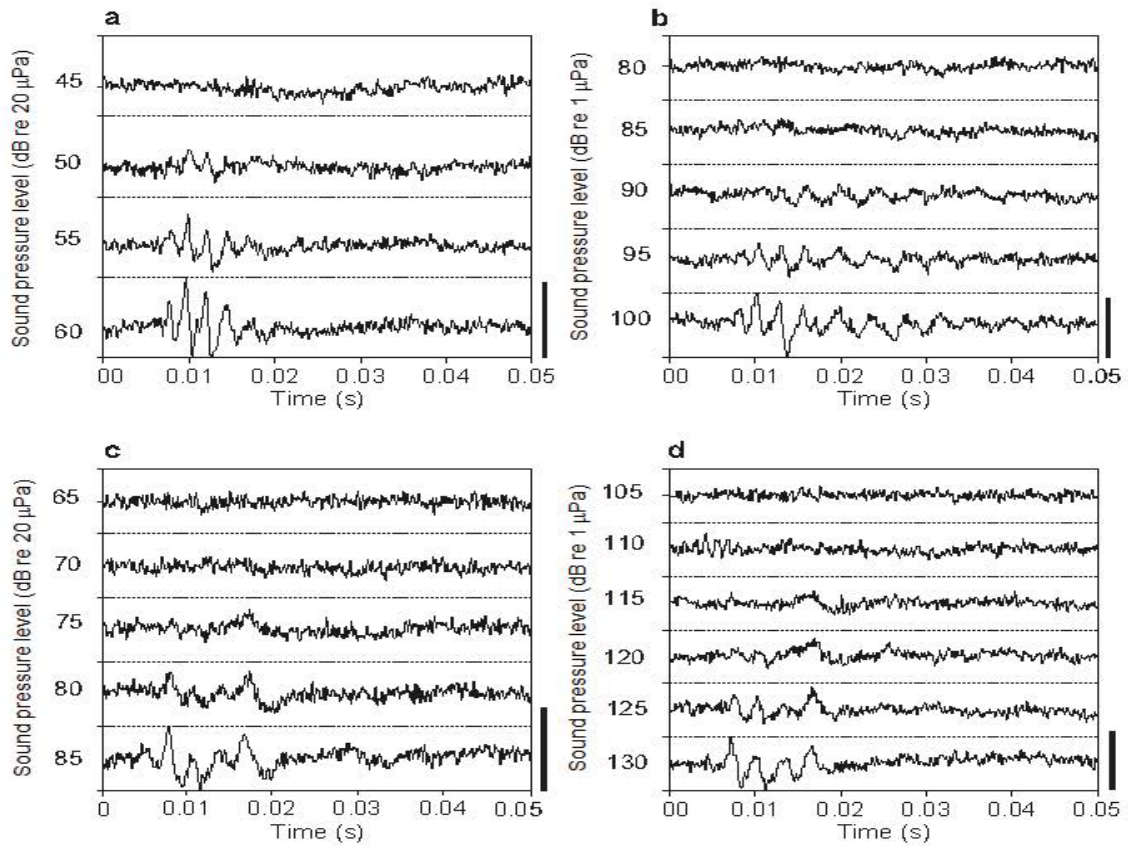 a
Sound pressure level (dB re 20 µPa)
45
50
55
60
00 0.01 0.02 0.03 0.04 0.05
Time (s)
b
Sound pressure level (dB re 1 µPa)
80
85
90
95
100
00 0.01 0.02 0.03 0.04 0.05
Time (s)
c
Sound pressure level (dB re 20 µPa)
65
70
75
80
85
0 0.01 0.02 0.03 0.04 0.05
Time (s)
d
Sound pressure level (dB re 1 µPa)
105
110
115
120
125
130
00 0.01 0.02 0.03 0.04 0.05
Time (s)